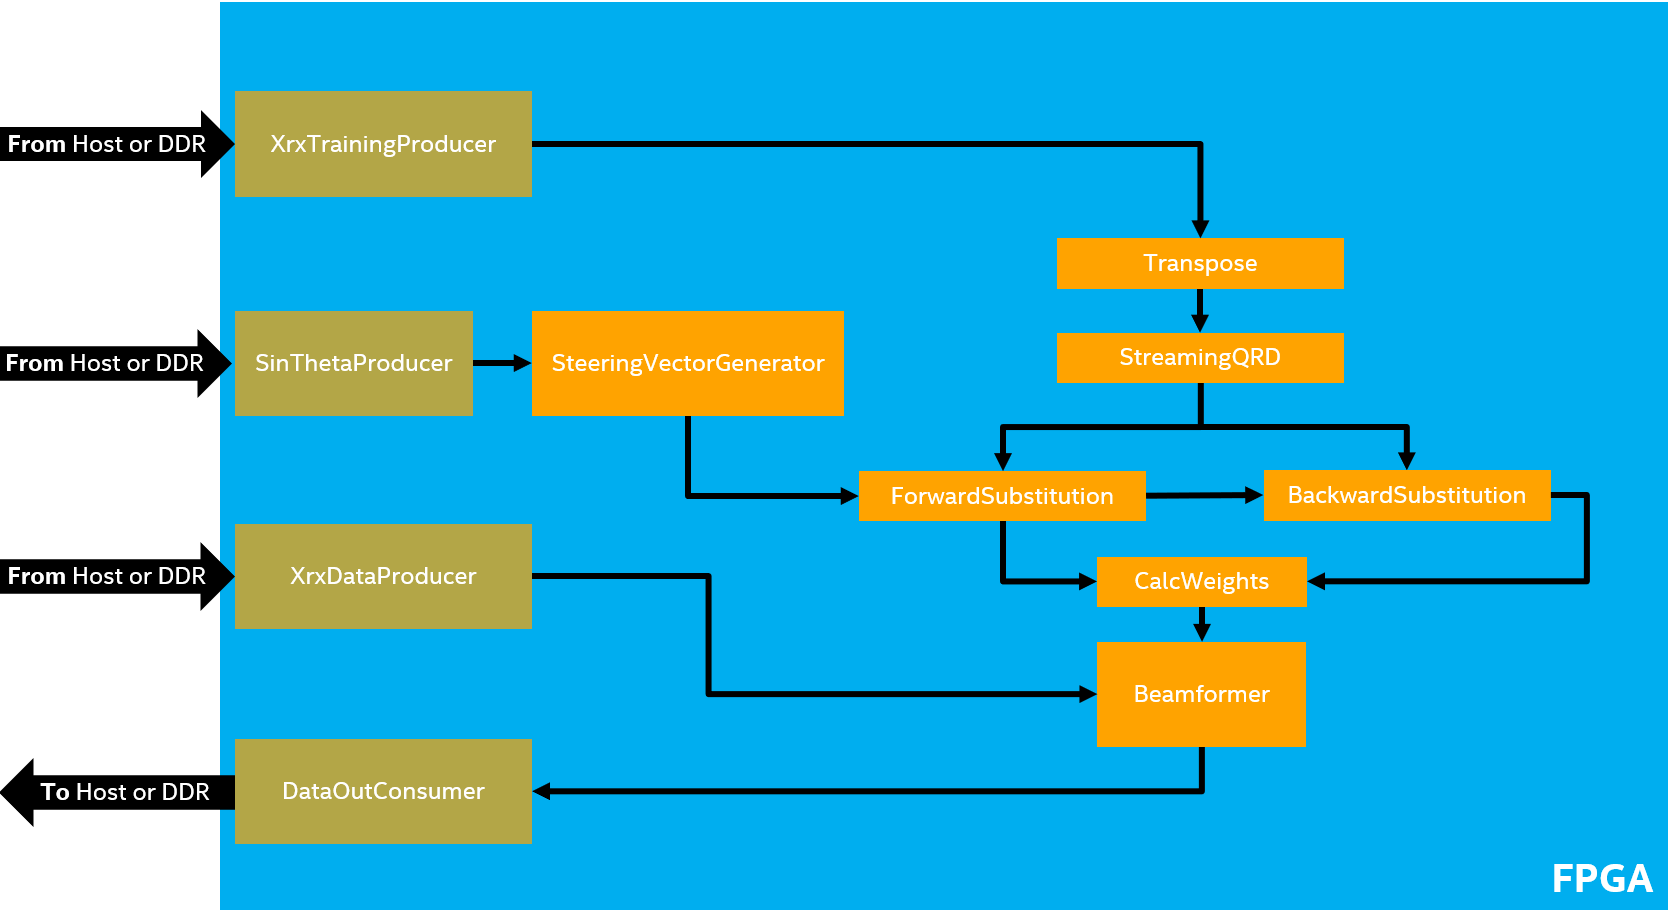 From Host or DDR
XrxTrainingProducer
Transpose
From Host or DDR
SinThetaProducer
SteeringVectorGenerator
StreamingQRD
ForwardSubstitution
BackwardSubstitution
From Host or DDR
XrxDataProducer
CalcWeights
Beamformer
To Host or DDR
DataOutConsumer
FPGA